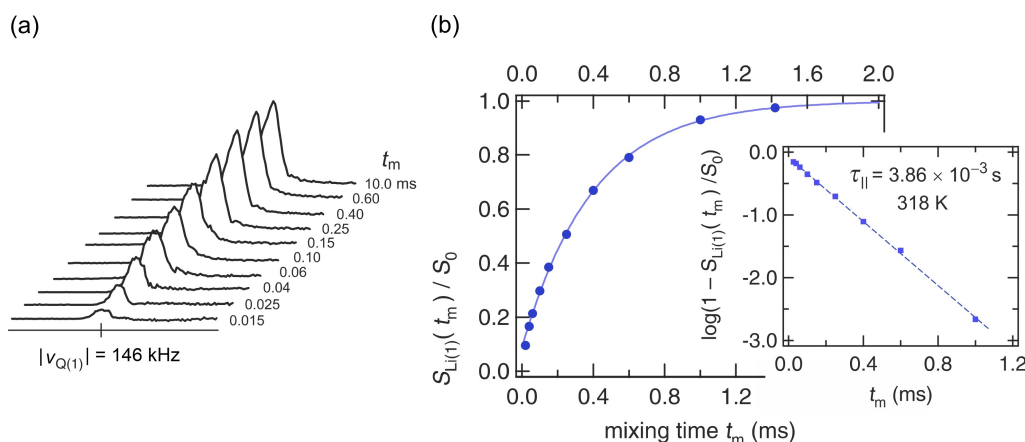 (a)
t_m
10.0 ms
0.60
0.40
0.25
0.15
0.10
0.06
0.04
0.025
0.015
|ν_Q(1)| = 146 kHz
(b)
0.0 0.4 0.8 1.2 1.6 2.0
1.0
0.8
0.6
0.4
0.2
0.0
S_Li(1)(t_m) / S_0
0.0 0.4 0.8 1.2
mixing time t_m (ms)
0.0
-1.0
-2.0
-3.0
log(1 − S_Li(1)(t_m) /S_0)
τ_|| = 3.86 × 10⁻³ s
318 K
0.0 0.4 0.8 1.2
t_m (ms)